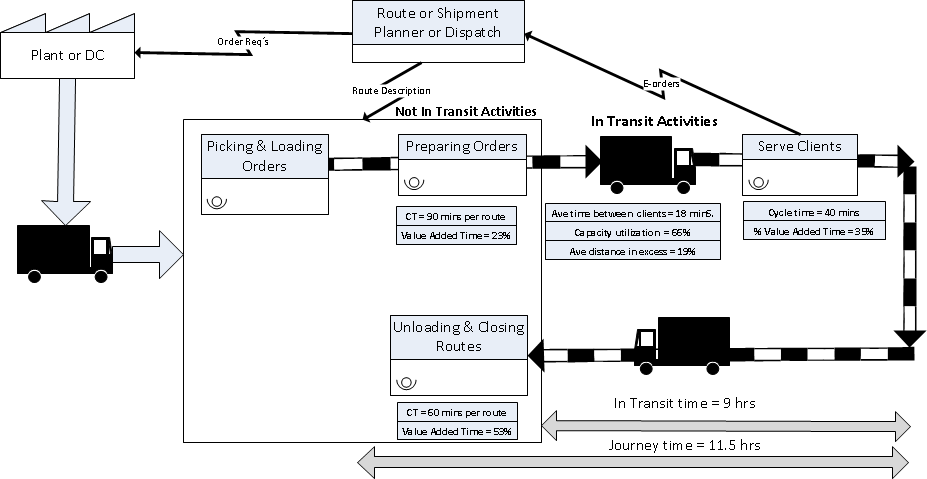 Route or Shipment
Planner or Dispatch
Plant or DC
Order Req´s
E-orders
Route Description
Not In Transit Activities
In Transit Activities
Picking & Loading
Orders
Preparing Orders
Serve Clients
CT = 90 mins per route
Value Added Time = 23%
Ave time between clients = 18 minS.
Capacity utilization = 66%
Ave distance in excess = 19%
Cycle time = 40 mins
% Value Added Time = 35%
Unloading & Closing
Routes
CT = 60 mins per route
Value Added Time = 53%
In Transit time = 9 hrs
Journey time = 11.5 hrs